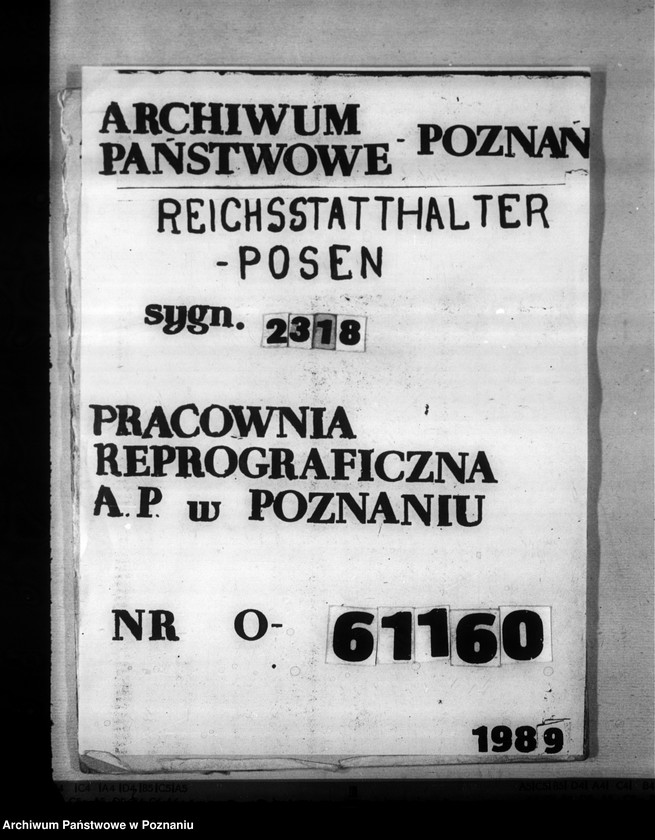 ARCHIWUM
PAŃSTWOWE - POZNAŃ
REICHSSTATTHALTER
-POSEN
sygn. 2318
PRACOWNIA
REPROGRAFICZNA
A.P. w POZNANIU
NR O- 61160
1989
Archiwum Państwowe w Poznaniu